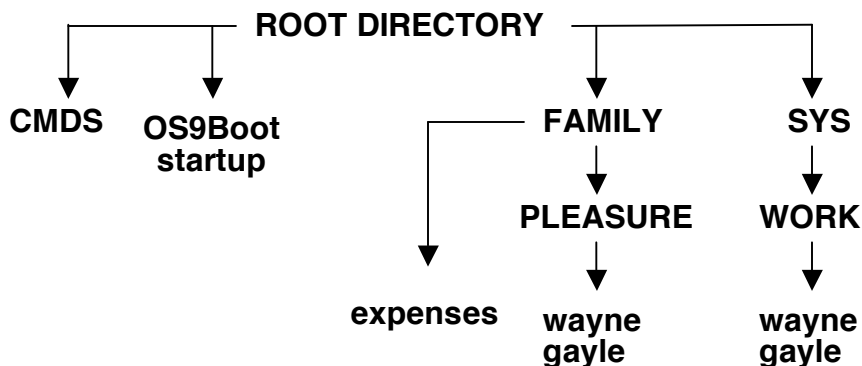 ROOT DIRECTORY
CMDS
OS9Boot
startup
FAMILY
SYS
PLEASURE
WORK
expenses
wayne
gayle
wayne
gayle